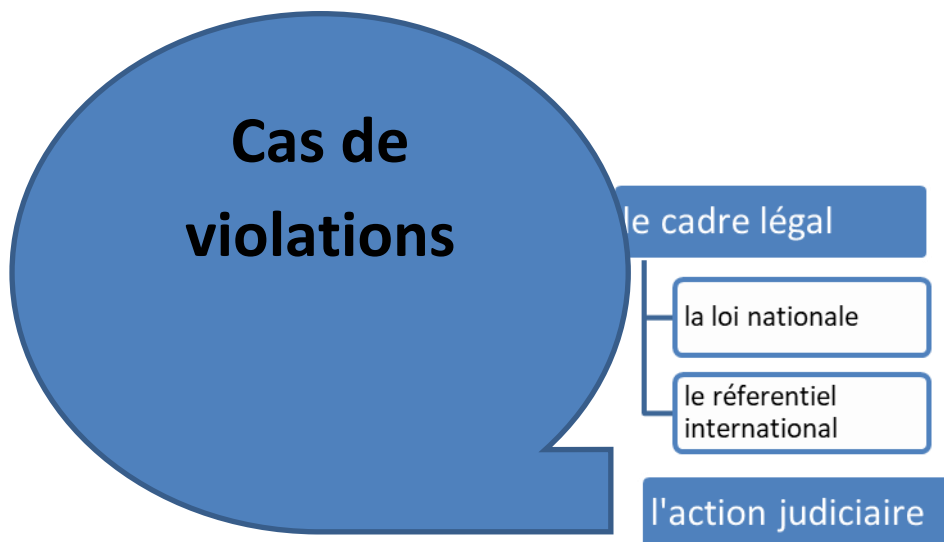 Cas de
violations
le cadre légal
la loi nationale
le réferentiel
international
l'action judiciaire